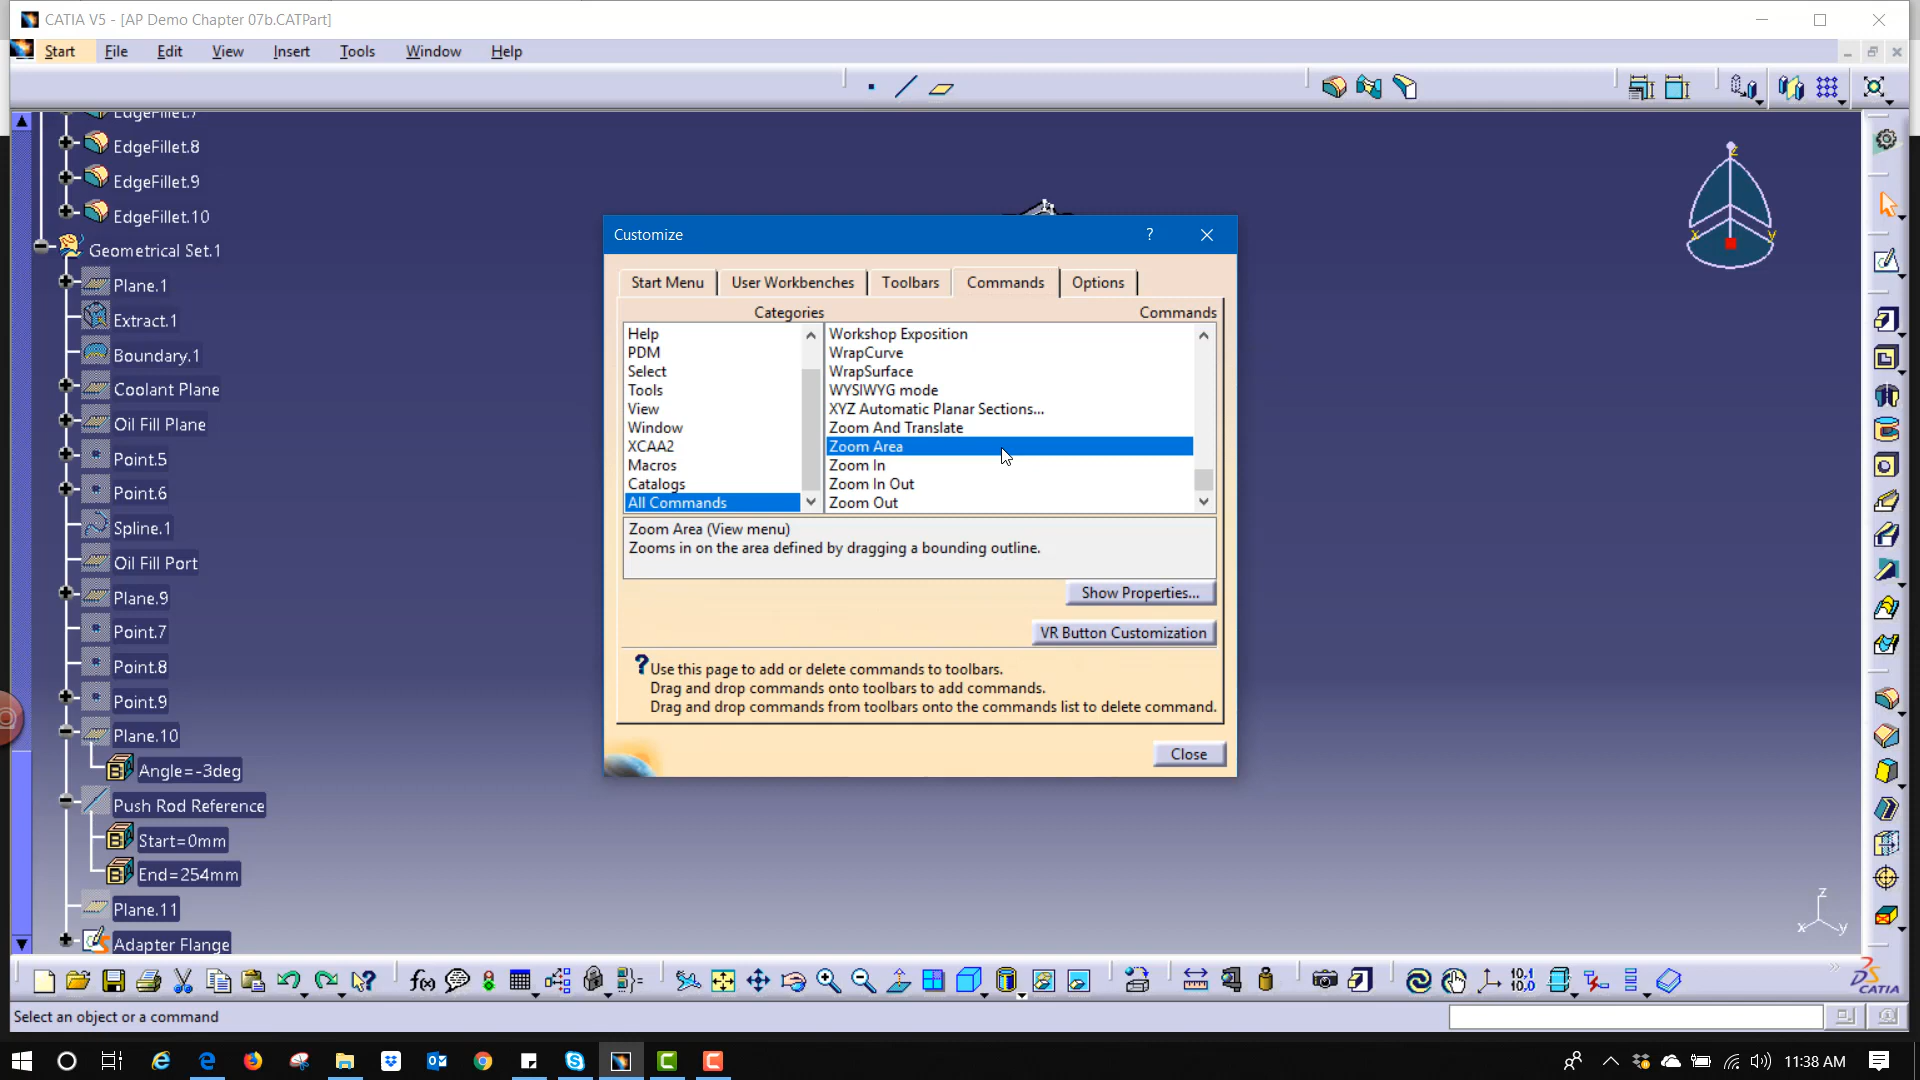 CATIA V5 - [AP Demo Chapter 07b.CATPart]
Start File Edit View Insert Tools Window Help
EdgeFillet.7
EdgeFillet.8
EdgeFillet.9
EdgeFillet.10
Geometrical Set.1
Plane.1
Extract.1
Boundary.1
Coolant Plane
Oil Fill Plane
Point.5
Point.6
Spline.1
Oil Fill Port
Plane.9
Point.7
Point.8
Point.9
Plane.10
Angle=-3deg
Push Rod Reference
Start=0mm
End=254mm
Plane.11
Adapter Flange
z
x y
Customize ?
Start Menu User Workbenches Toolbars Commands Options
Categories Commands
Help
PDM
Select
Tools
View
Window
XCAA2
Macros
Catalogs
All Commands
Workshop Exposition
WrapCurve
WrapSurface
WYSIWYG mode
XYZ Automatic Planar Sections...
Zoom And Translate
Zoom Area
Zoom In
Zoom In Out
Zoom Out
Zoom Area (View menu)
Zooms in on the area defined by dragging a bounding outline.
Show Properties...
VR Button Customization
? Use this page to add or delete commands to toolbars.
Drag and drop commands onto toolbars to add commands.
Drag and drop commands from toolbars onto the commands list to delete command.
Close
z
x y
f(x)
10,1
10,0
CATIA
Select an object or a command
11:38 AM